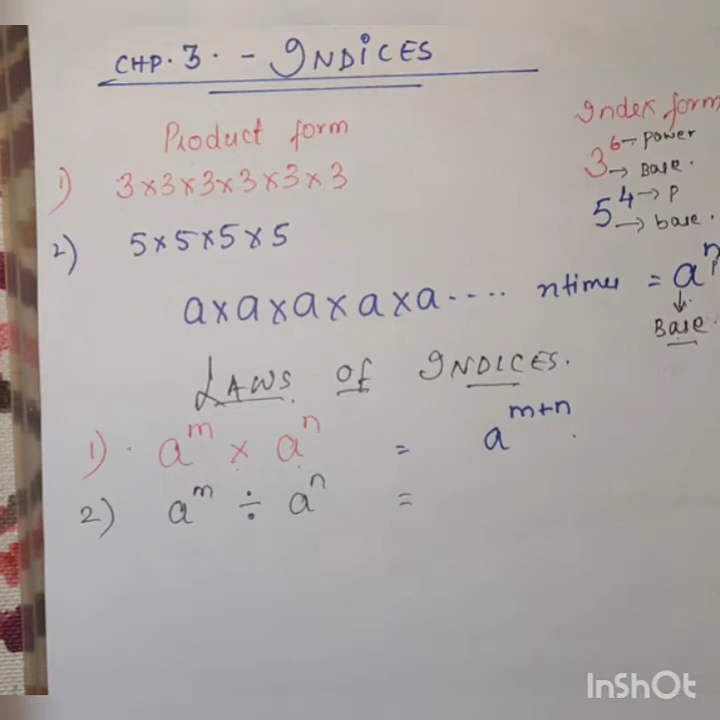 CHP. 3. - INDICES
Product form
Index form
1) 3×3×3×3×3×3
3⁶ → power
→ Base.
2) 5×5×5×5
5⁴ → P
→ base.
a×a×a×a×a.... n times = aⁿ
↓
Base.
LAWS of INDICES.
1). aᵐ × aⁿ = aᵐ⁺ⁿ.
2) aᵐ ÷ aⁿ =
InShOt